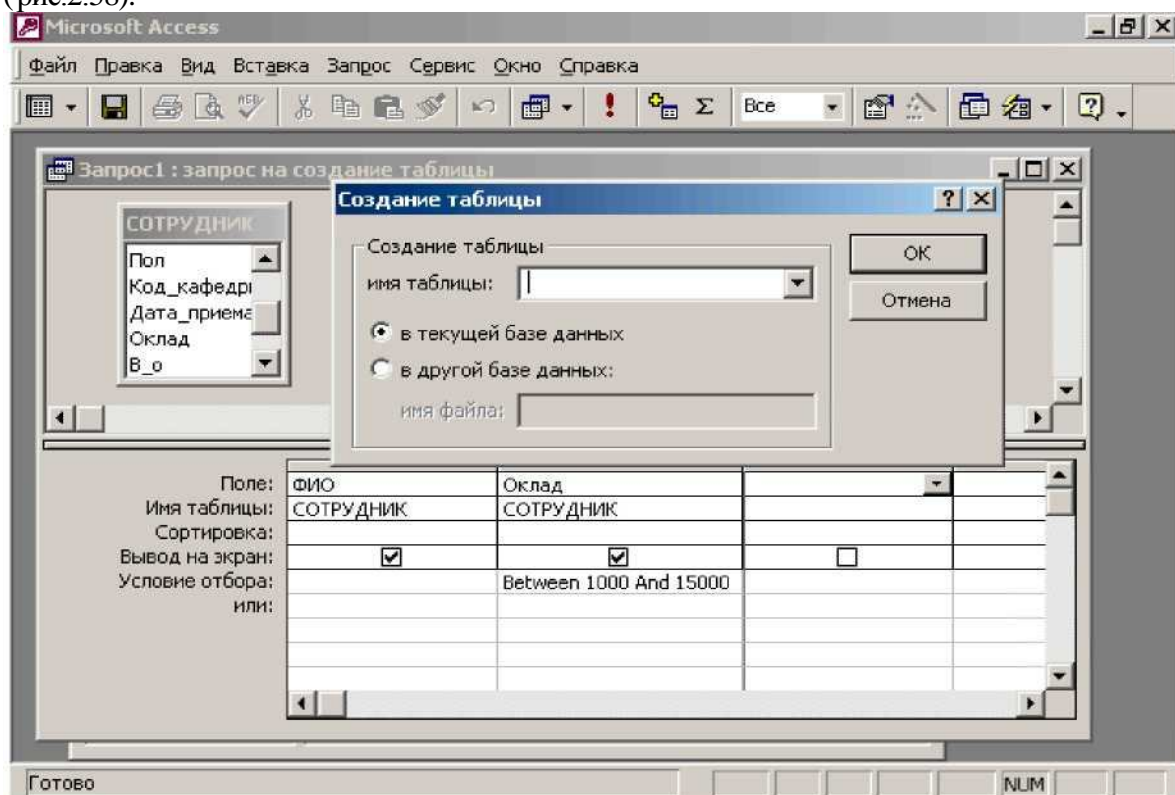 (рис.2.38).
Microsoft Access
Файл Правка Вид Вставка Запрос Сервис Окно Справка
Все
Запрос1 : запрос на создание таблицы
Создание таблицы
СОТРУДНИК
Пол
Код_кафедры
Дата_приема
Оклад
В_о
Создание таблицы
имя таблицы:
в текущей базе данных
в другой базе данных:
имя файла:
ОК
Отмена
Поле: ФИО Оклад
Имя таблицы: СОТРУДНИК СОТРУДНИК
Сортировка:
Вывод на экран:
Условие отбора: Between 1000 And 15000
или:
Готово NUM